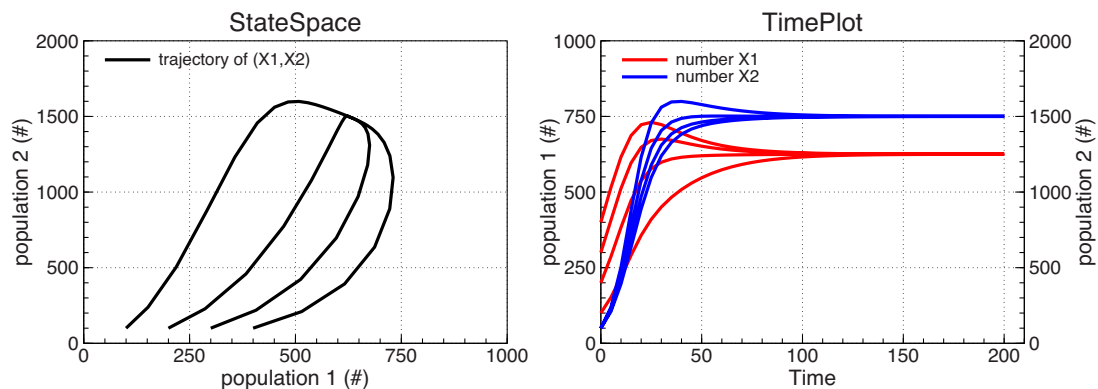 StateSpace
2000
1500
1000
500
0
population 2 (#)
trajectory of (X1,X2)
0 250 500 750 1000
population 1 (#)
TimePlot
1000
750
500
250
0
population 1 (#)
number X1
number X2
2000
1500
1000
500
0
population 2 (#)
0 50 100 150 200
Time